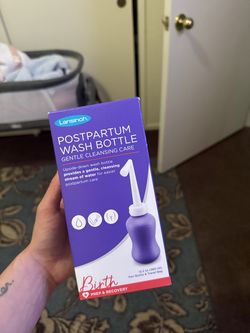 Lansinoh
POSTPARTUM
WASH BOTTLE
GENTLE CLEANSING CARE
Upside-down wash bottle
provides a gentle, cleansing
stream of water for easier
postpartum care
Birth
PREP & RECOVERY